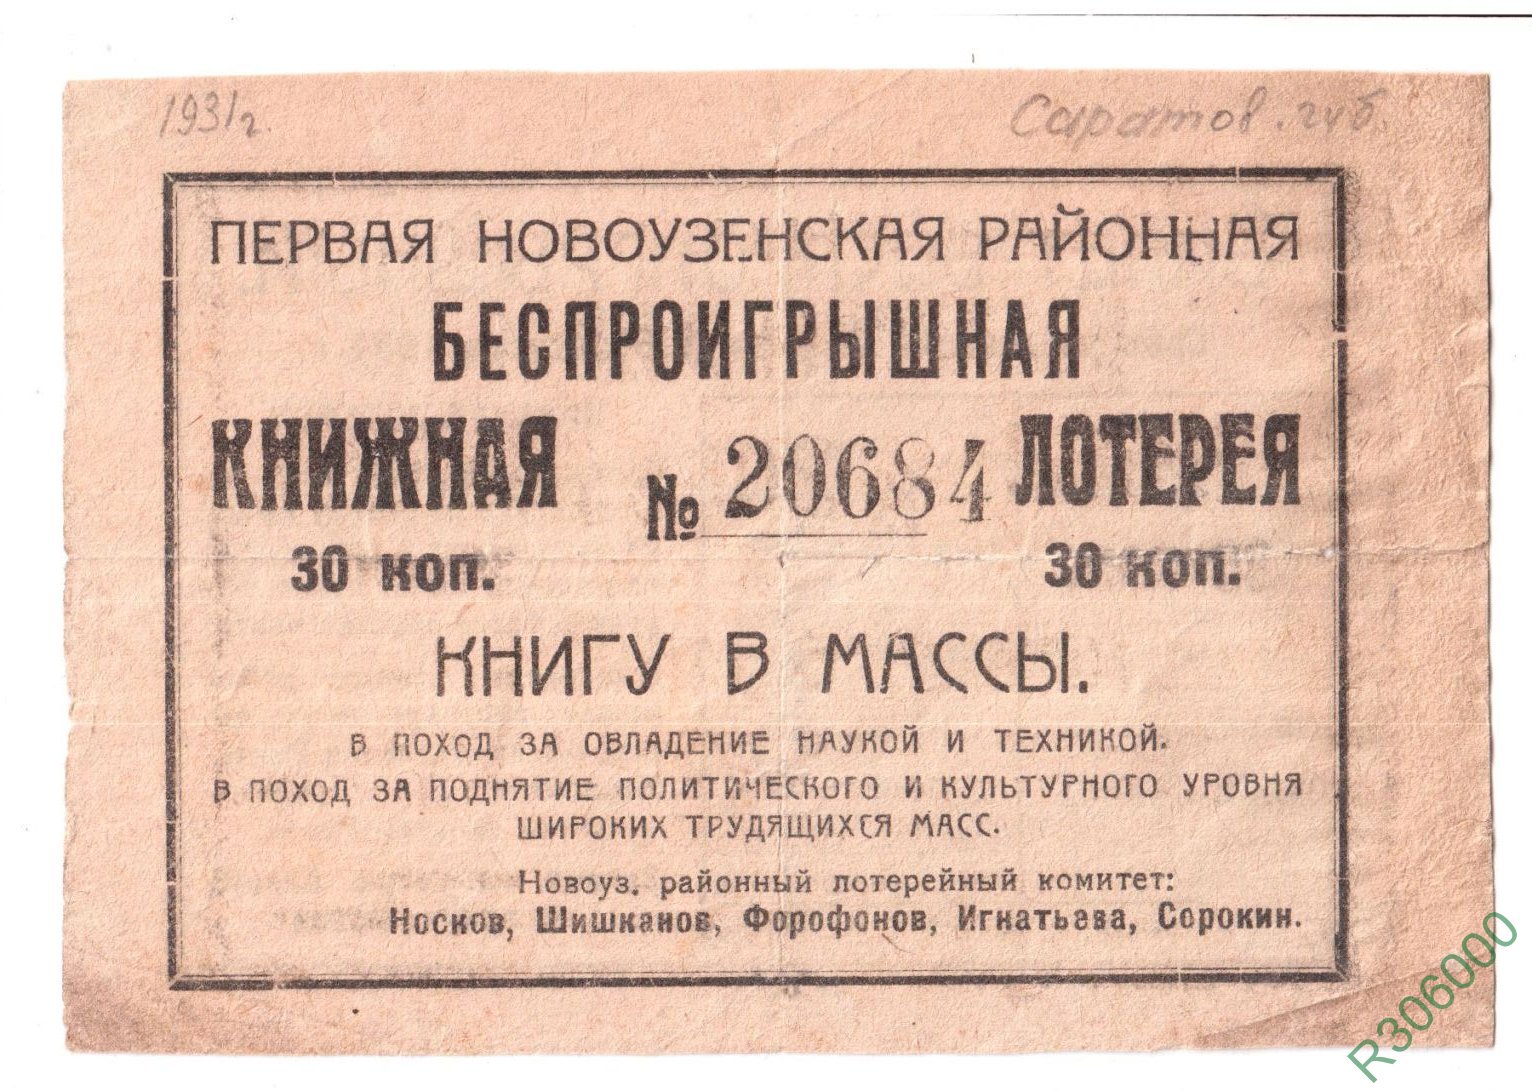 1931г.
Саратов. губ.
ПЕРВАЯ НОВОУЗЕНСКАЯ РАЙОННАЯ
БЕСПРОИГРЫШНАЯ
КНИЖНАЯ № 20684 ЛОТЕРЕЯ
30 коп. 30 коп.
КНИГУ В МАССЫ.
В ПОХОД ЗА ОВЛАДЕНИЕ НАУКОЙ И ТЕХНИКОЙ.
В ПОХОД ЗА ПОДНЯТИЕ ПОЛИТИЧЕСКОГО И КУЛЬТУРНОГО УРОВНЯ
ШИРОКИХ ТРУДЯЩИХСЯ МАСС.
Новоуз. районный лотерейный комитет:
Носков, Шишканов, Форофонов, Игнатьева, Сорокин.
R306000